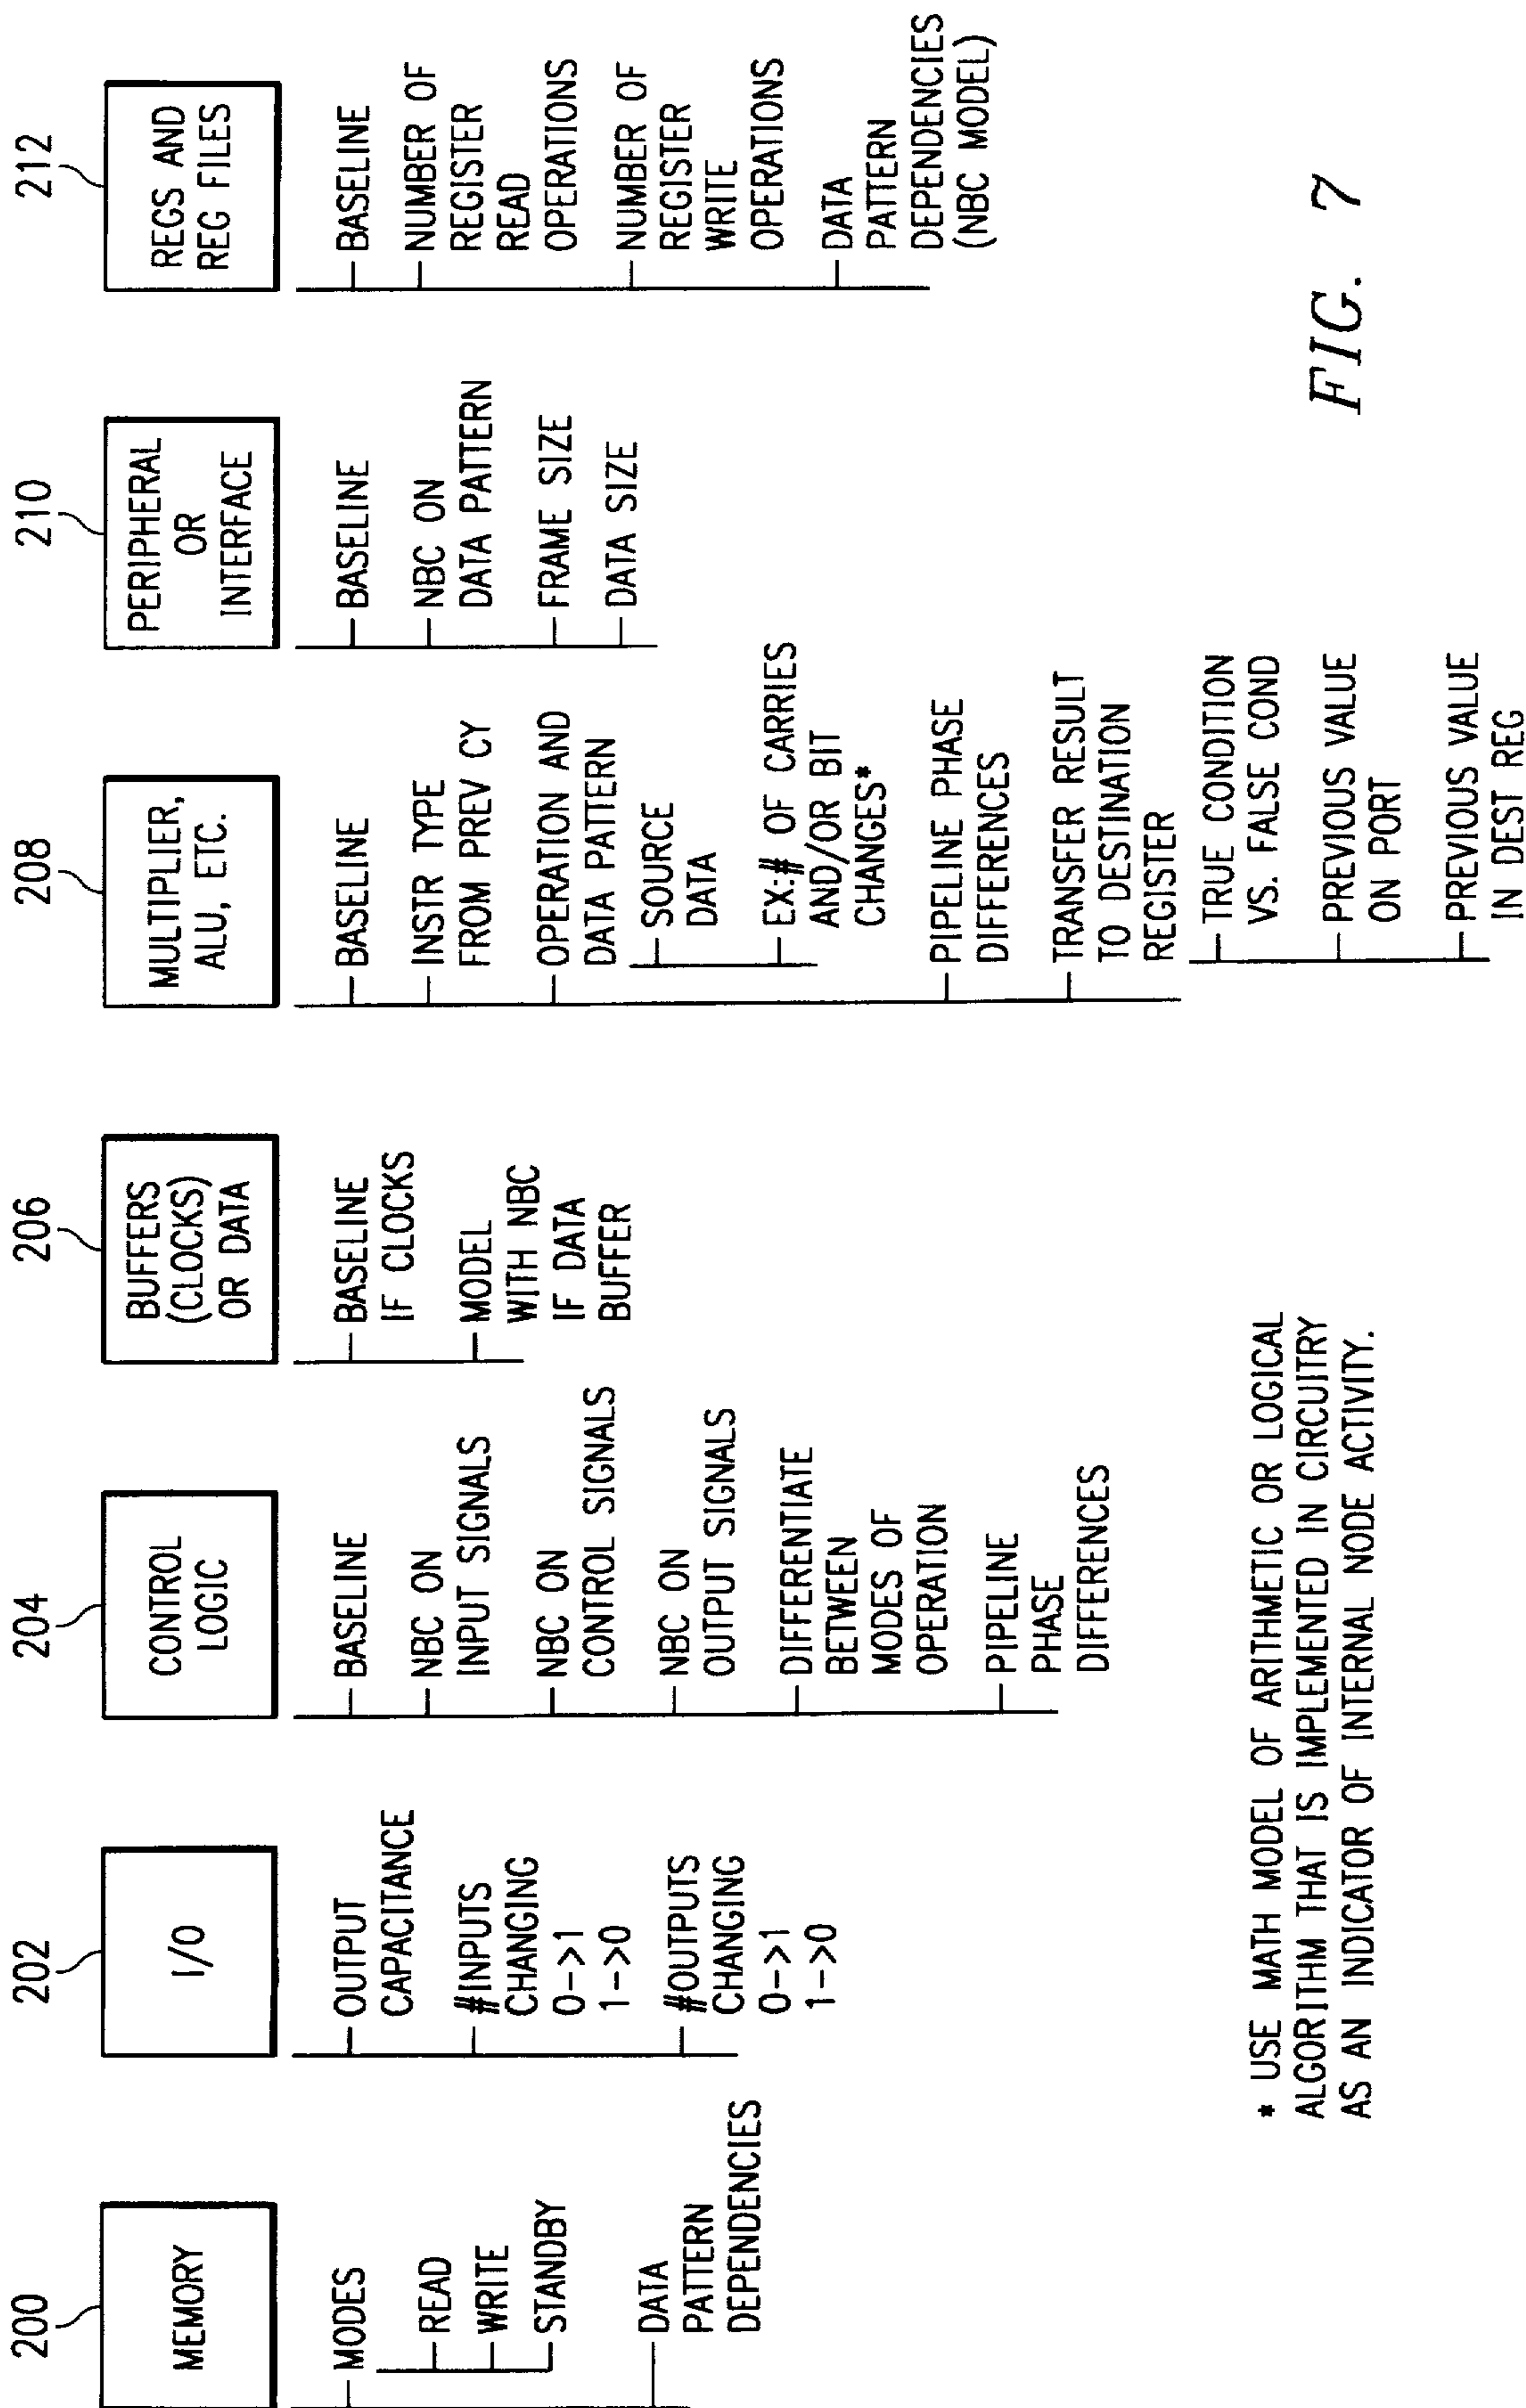 200
MEMORY
MODES
READ
WRITE
STANDBY
DATA
PATTERN
DEPENDENCIES
202
I/O
OUTPUT
CAPACITANCE
#INPUTS
CHANGING
0->1
1->0
#OUTPUTS
CHANGING
0->1
1->0
204
CONTROL
LOGIC
BASELINE
NBC ON
INPUT SIGNALS
NBC ON
CONTROL SIGNALS
NBC ON
OUTPUT SIGNALS
DIFFERENTIATE
BETWEEN
MODES OF
OPERATION
PIPELINE
PHASE
DIFFERENCES
206
BUFFERS
(CLOCKS)
OR DATA
BASELINE
IF CLOCKS
MODEL
WITH NBC
IF DATA
BUFFER
208
MULTIPLIER,
ALU, ETC.
BASELINE
INSTR TYPE
FROM PREV CY
OPERATION AND
DATA PATTERN
SOURCE
DATA
EX:# OF CARRIES
AND/OR BIT
CHANGES*
PIPELINE PHASE
DIFFERENCES
TRANSFER RESULT
TO DESTINATION
REGISTER
TRUE CONDITION
VS. FALSE COND
PREVIOUS VALUE
ON PORT
PREVIOUS VALUE
IN DEST REG
210
PERIPHERAL
OR
INTERFACE
BASELINE
NBC ON
DATA PATTERN
FRAME SIZE
DATA SIZE
212
REGS AND
REG FILES
BASELINE
NUMBER OF
REGISTER
READ
OPERATIONS
NUMBER OF
REGISTER
WRITE
OPERATIONS
DATA
PATTERN
DEPENDENCIES
(NBC MODEL)
* USE MATH MODEL OF ARITHMETIC OR LOGICAL
ALGORITHM THAT IS IMPLEMENTED IN CIRCUITRY
AS AN INDICATOR OF INTERNAL NODE ACTIVITY.
FIG. 7